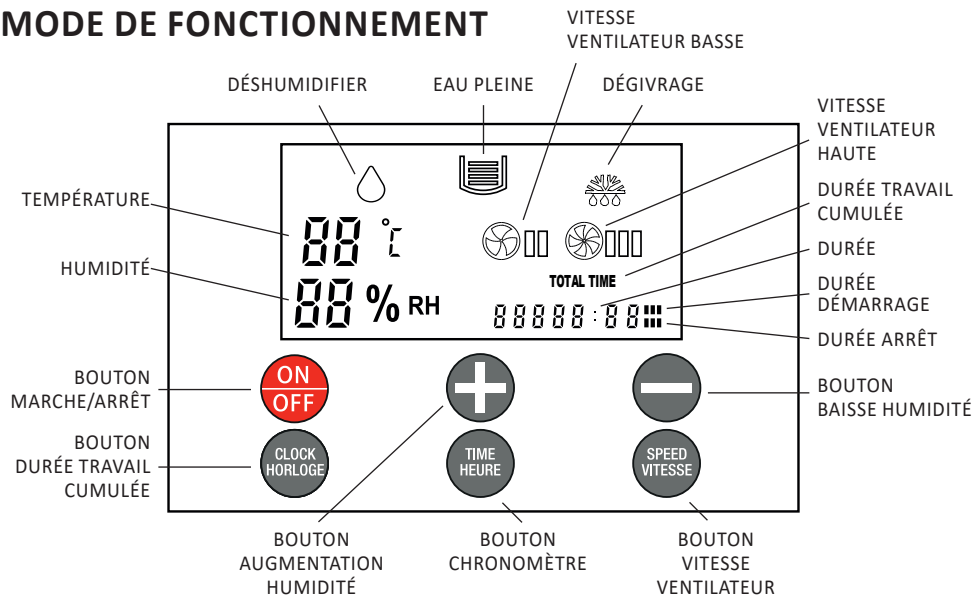 MODE DE FONCTIONNEMENT
VITESSE
VENTILATEUR BASSE
DÉSHUMIDIFIER
EAU PLEINE
DÉGIVRAGE
VITESSE
VENTILATEUR
HAUTE
TEMPÉRATURE
88 °C
DURÉE TRAVAIL
CUMULÉE
HUMIDITÉ
88 % RH
TOTAL TIME
88888:88
DURÉE
DURÉE
DÉMARRAGE
DURÉE ARRÊT
BOUTON
MARCHE/ARRÊT
ON
OFF
BOUTON
BAISSE HUMIDITÉ
BOUTON
DURÉE TRAVAIL
CUMULÉE
CLOCK
HORLOGE
TIME
HEURE
SPEED
VITESSE
BOUTON
AUGMENTATION
HUMIDITÉ
BOUTON
CHRONOMÈTRE
BOUTON
VITESSE
VENTILATEUR